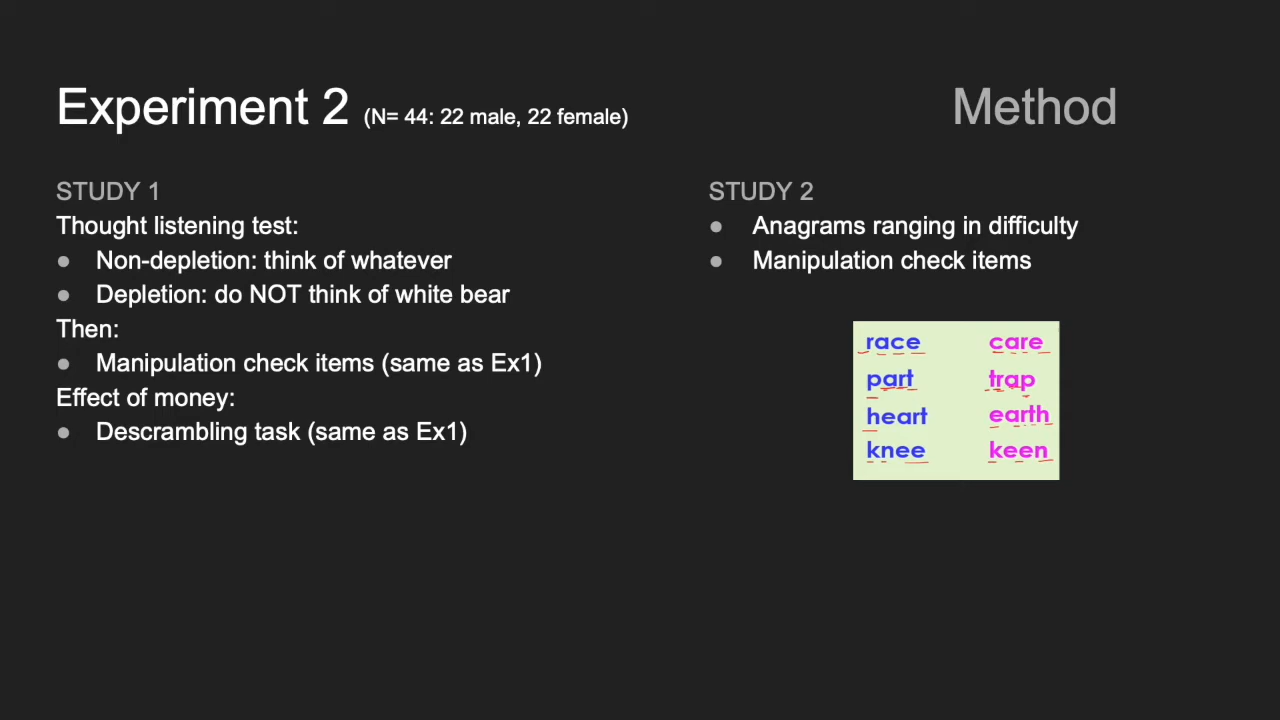 Experiment 2 (N= 44: 22 male, 22 female)
Method
STUDY 1
Thought listening test:
● Non-depletion: think of whatever
● Depletion: do NOT think of white bear
Then:
● Manipulation check items (same as Ex1)
Effect of money:
● Descrambling task (same as Ex1)
STUDY 2
● Anagrams ranging in difficulty
● Manipulation check items
race care
part trap
heart earth
knee keen